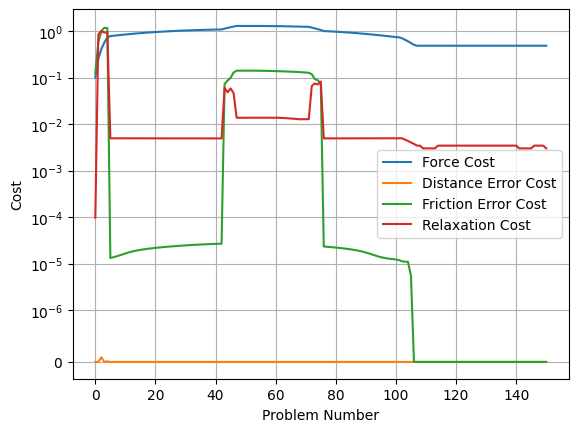 10⁰
10⁻¹
10⁻²
10⁻³
10⁻⁴
10⁻⁵
10⁻⁶
0
Cost
Force Cost
Distance Error Cost
Friction Error Cost
Relaxation Cost
0 20 40 60 80 100 120 140
Problem Number